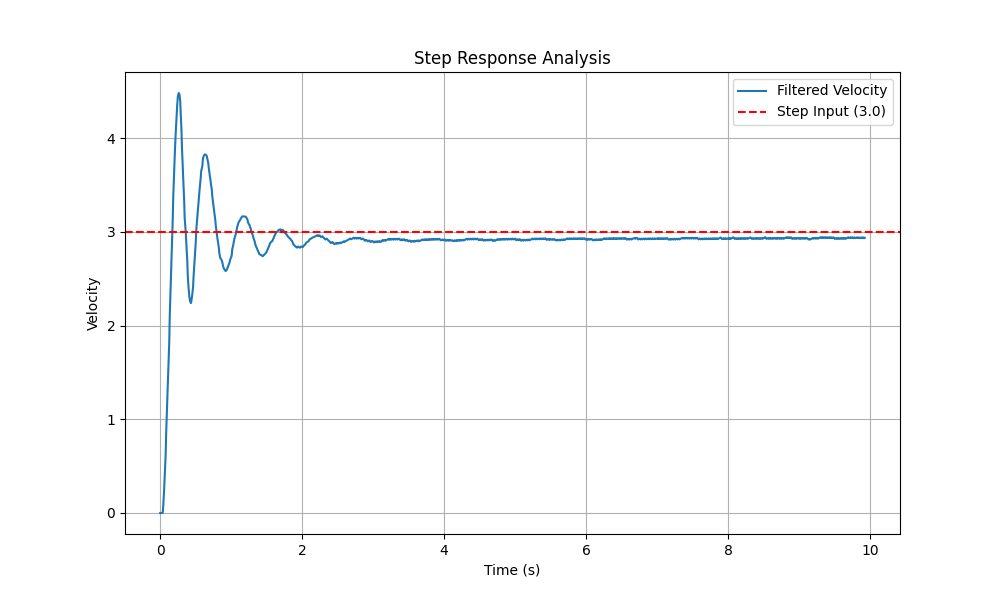 Step Response Analysis
Filtered Velocity
Step Input (3.0)
Velocity
4
3
2
1
0
0 2 4 6 8 10
Time (s)